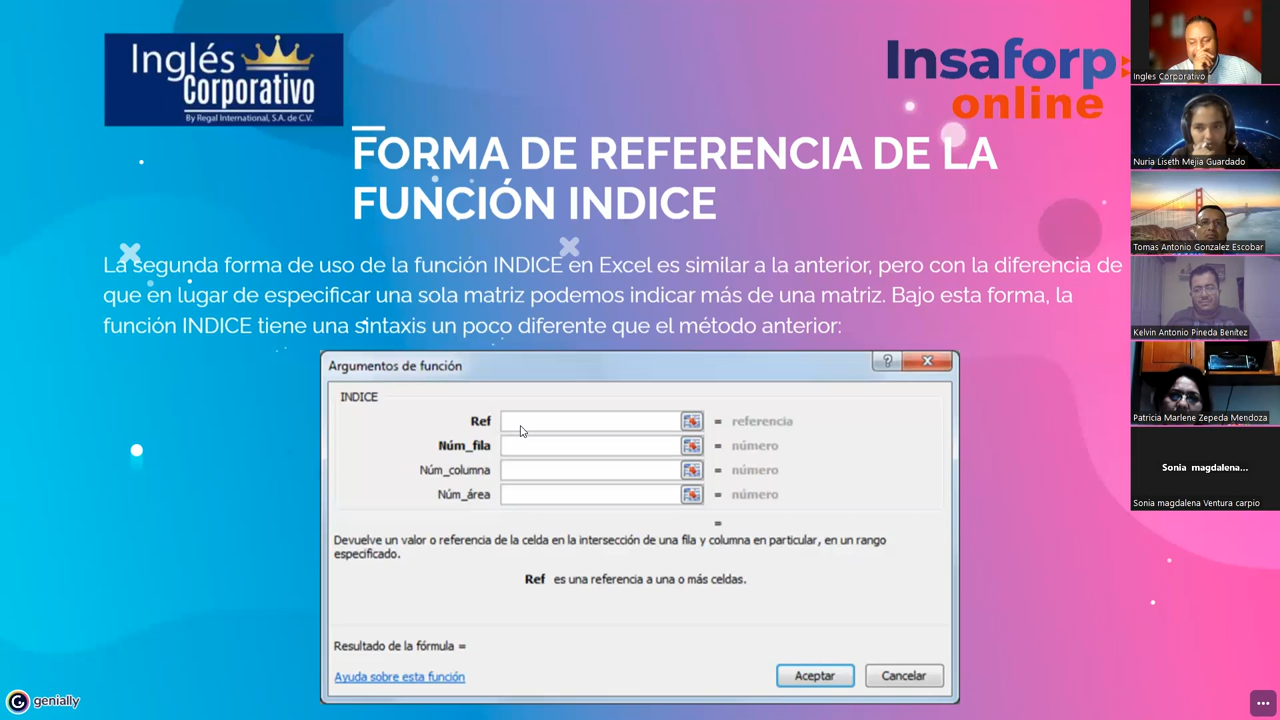 Inglés
Corporativo
By Regal International, S.A. de C.V.
Insaforp
online
FORMA DE REFERENCIA DE LA
FUNCIÓN INDICE
La segunda forma de uso de la función INDICE en Excel es similar a la anterior, pero con la diferencia de
que en lugar de especificar una sola matriz podemos indicar más de una matriz. Bajo esta forma, la
función INDICE tiene una sintaxis un poco diferente que el método anterior:
Argumentos de función
?
INDICE
Ref = referencia
Núm_fila = número
Núm_columna = número
Núm_área = número
=
Devuelve un valor o referencia de la celda en la intersección de una fila y columna en particular, en un rango
especificado.
Ref es una referencia a una o más celdas.
Resultado de la fórmula =
Ayuda sobre esta función
Aceptar
Cancelar
genially
Ingles Corporativo
Nuria Liseth Mejia Guardado
Tomas Antonio Gonzalez Escobar
Kelvin Antonio Pineda Benítez
Patricia Marlene Zepeda Mendoza
Sonia magdalena...
Sonia magdalena Ventura carpio